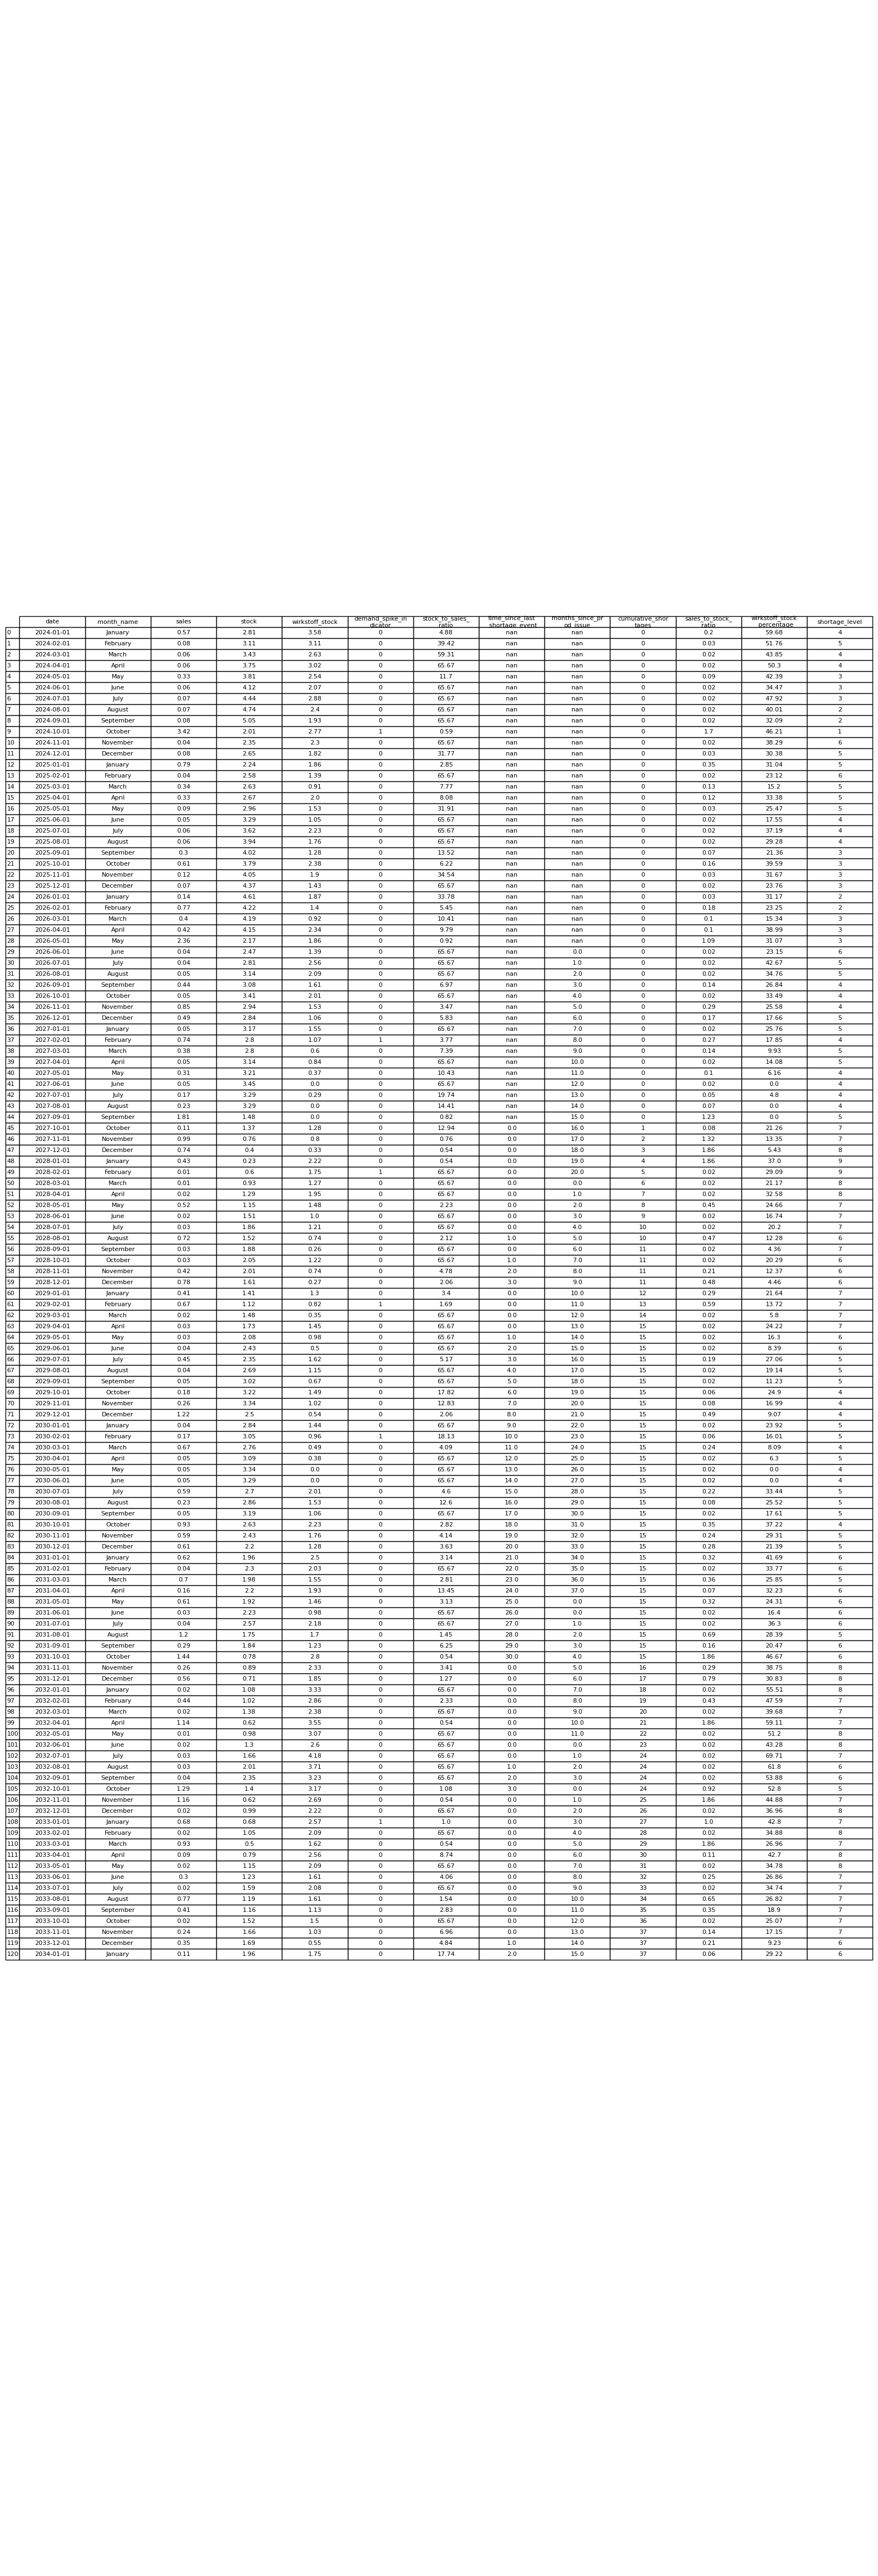 date month_name sales stock wirkstoff_stock demand_spike_in stock_to_sales_ time_since_last_ months_since_pr cumulative_shor sales_to_stock_ wirkstoff_stock_ shortage_level
dicator ratio shortage_event od_issue tages ratio percentage
0 2024-01-01 January 0.57 2.81 3.58 0 4.88 nan nan 0 0.2 59.68 4
1 2024-02-01 February 0.08 3.11 3.11 0 39.42 nan nan 0 0.03 51.76 5
2 2024-03-01 March 0.06 3.43 2.63 0 59.31 nan nan 0 0.02 43.85 4
3 2024-04-01 April 0.06 3.75 3.02 0 65.67 nan nan 0 0.02 50.3 4
4 2024-05-01 May 0.33 3.81 2.54 0 11.7 nan nan 0 0.09 42.39 3
5 2024-06-01 June 0.06 4.12 2.07 0 65.67 nan nan 0 0.02 34.47 3
6 2024-07-01 July 0.07 4.44 2.88 0 65.67 nan nan 0 0.02 47.92 3
7 2024-08-01 August 0.07 4.74 2.4 0 65.67 nan nan 0 0.02 40.01 2
8 2024-09-01 September 0.08 5.05 1.93 0 65.67 nan nan 0 0.02 32.09 2
9 2024-10-01 October 3.42 2.01 2.77 1 0.59 nan nan 0 1.7 46.21 1
10 2024-11-01 November 0.04 2.35 2.3 0 65.67 nan nan 0 0.02 38.29 6
11 2024-12-01 December 0.08 2.65 1.82 0 31.77 nan nan 0 0.03 30.38 5
12 2025-01-01 January 0.79 2.24 1.86 0 2.85 nan nan 0 0.35 31.04 5
13 2025-02-01 February 0.04 2.58 1.39 0 65.67 nan nan 0 0.02 23.12 6
14 2025-03-01 March 0.34 2.63 0.91 0 7.77 nan nan 0 0.13 15.2 5
15 2025-04-01 April 0.33 2.67 2.0 0 8.08 nan nan 0 0.12 33.38 5
16 2025-05-01 May 0.09 2.96 1.53 0 31.91 nan nan 0 0.03 25.47 5
17 2025-06-01 June 0.05 3.29 1.05 0 65.67 nan nan 0 0.02 17.55 4
18 2025-07-01 July 0.06 3.62 2.23 0 65.67 nan nan 0 0.02 37.19 4
19 2025-08-01 August 0.06 3.94 1.76 0 65.67 nan nan 0 0.02 29.28 4
20 2025-09-01 September 0.3 4.02 1.28 0 13.52 nan nan 0 0.07 21.36 3
21 2025-10-01 October 0.61 3.79 2.38 0 6.22 nan nan 0 0.16 39.59 3
22 2025-11-01 November 0.12 4.05 1.9 0 34.54 nan nan 0 0.03 31.67 3
23 2025-12-01 December 0.07 4.37 1.43 0 65.67 nan nan 0 0.02 23.76 3
24 2026-01-01 January 0.14 4.61 1.87 0 33.78 nan nan 0 0.03 31.17 2
25 2026-02-01 February 0.77 4.22 1.4 0 5.45 nan nan 0 0.18 23.25 2
26 2026-03-01 March 0.4 4.19 0.92 0 10.41 nan nan 0 0.1 15.34 3
27 2026-04-01 April 0.42 4.15 2.34 0 9.79 nan nan 0 0.1 38.99 3
28 2026-05-01 May 2.36 2.17 1.86 0 0.92 nan nan 0 1.09 31.07 3
29 2026-06-01 June 0.04 2.47 1.39 0 65.67 nan 0.0 0 0.02 23.15 6
30 2026-07-01 July 0.04 2.81 2.56 0 65.67 nan 1.0 0 0.02 42.67 5
31 2026-08-01 August 0.05 3.14 2.09 0 65.67 nan 2.0 0 0.02 34.76 5
32 2026-09-01 September 0.44 3.08 1.61 0 6.97 nan 3.0 0 0.14 26.84 4
33 2026-10-01 October 0.05 3.41 2.01 0 65.67 nan 4.0 0 0.02 33.49 4
34 2026-11-01 November 0.85 2.94 1.53 0 3.47 nan 5.0 0 0.29 25.58 4
35 2026-12-01 December 0.49 2.84 1.06 0 5.83 nan 6.0 0 0.17 17.66 5
36 2027-01-01 January 0.05 3.17 1.55 0 65.67 nan 7.0 0 0.02 25.76 5
37 2027-02-01 February 0.74 2.8 1.07 1 3.77 nan 8.0 0 0.27 17.85 4
38 2027-03-01 March 0.38 2.8 0.6 0 7.39 nan 9.0 0 0.14 9.93 5
39 2027-04-01 April 0.05 3.14 0.84 0 65.67 nan 10.0 0 0.02 14.08 5
40 2027-05-01 May 0.31 3.21 0.37 0 10.43 nan 11.0 0 0.1 6.16 4
41 2027-06-01 June 0.05 3.45 0.0 0 65.67 nan 12.0 0 0.02 0.0 4
42 2027-07-01 July 0.17 3.29 0.29 0 19.74 nan 13.0 0 0.05 4.8 4
43 2027-08-01 August 0.23 3.29 0.0 0 14.41 nan 14.0 0 0.07 0.0 4
44 2027-09-01 September 1.81 1.48 0.0 0 0.82 nan 15.0 0 1.23 0.0 5
45 2027-10-01 October 0.11 1.37 1.28 0 12.94 0.0 16.0 1 0.08 21.26 7
46 2027-11-01 November 0.99 0.76 0.8 0 0.76 0.0 17.0 2 1.32 13.35 7
47 2027-12-01 December 0.74 0.4 0.33 0 0.54 0.0 18.0 3 1.86 5.43 8
48 2028-01-01 January 0.43 0.23 2.22 0 0.54 0.0 19.0 4 1.86 37.0 9
49 2028-02-01 February 0.01 0.6 1.75 1 65.67 0.0 20.0 5 0.02 29.09 9
50 2028-03-01 March 0.01 0.93 1.27 0 65.67 0.0 0.0 6 0.02 21.17 8
51 2028-04-01 April 0.02 1.29 1.95 0 65.67 0.0 1.0 7 0.02 32.58 8
52 2028-05-01 May 0.52 1.15 1.48 0 2.23 0.0 2.0 8 0.45 24.66 7
53 2028-06-01 June 0.02 1.51 1.0 0 65.67 0.0 3.0 9 0.02 16.74 7
54 2028-07-01 July 0.03 1.86 1.21 0 65.67 0.0 4.0 10 0.02 20.2 7
55 2028-08-01 August 0.72 1.52 0.74 0 2.12 1.0 5.0 10 0.47 12.28 6
56 2028-09-01 September 0.03 1.88 0.26 0 65.67 0.0 6.0 11 0.02 4.36 7
57 2028-10-01 October 0.03 2.05 1.22 0 65.67 1.0 7.0 11 0.02 20.29 6
58 2028-11-01 November 0.42 2.01 0.74 0 4.78 2.0 8.0 11 0.21 12.37 6
59 2028-12-01 December 0.78 1.61 0.27 0 2.06 3.0 9.0 11 0.48 4.46 6
60 2029-01-01 January 0.41 1.41 1.3 0 3.4 0.0 10.0 12 0.29 21.64 7
61 2029-02-01 February 0.67 1.12 0.82 1 1.69 0.0 11.0 13 0.59 13.72 7
62 2029-03-01 March 0.02 1.48 0.35 0 65.67 0.0 12.0 14 0.02 5.8 7
63 2029-04-01 April 0.03 1.73 1.45 0 65.67 0.0 13.0 15 0.02 24.22 7
64 2029-05-01 May 0.03 2.08 0.98 0 65.67 1.0 14.0 15 0.02 16.3 6
65 2029-06-01 June 0.04 2.43 0.5 0 65.67 2.0 15.0 15 0.02 8.39 6
66 2029-07-01 July 0.45 2.35 1.62 0 5.17 3.0 16.0 15 0.19 27.06 5
67 2029-08-01 August 0.04 2.69 1.15 0 65.67 4.0 17.0 15 0.02 19.14 5
68 2029-09-01 September 0.05 3.02 0.67 0 65.67 5.0 18.0 15 0.02 11.23 5
69 2029-10-01 October 0.18 3.22 1.49 0 17.82 6.0 19.0 15 0.06 24.9 4
70 2029-11-01 November 0.26 3.34 1.02 0 12.83 7.0 20.0 15 0.08 16.99 4
71 2029-12-01 December 1.22 2.5 0.54 0 2.06 8.0 21.0 15 0.49 9.07 4
72 2030-01-01 January 0.04 2.84 1.44 0 65.67 9.0 22.0 15 0.02 23.92 5
73 2030-02-01 February 0.17 3.05 0.96 1 18.13 10.0 23.0 15 0.06 16.01 5
74 2030-03-01 March 0.67 2.76 0.49 0 4.09 11.0 24.0 15 0.24 8.09 4
75 2030-04-01 April 0.05 3.09 0.38 0 65.67 12.0 25.0 15 0.02 6.3 5
76 2030-05-01 May 0.05 3.34 0.0 0 65.67 13.0 26.0 15 0.02 0.0 4
77 2030-06-01 June 0.05 3.29 0.0 0 65.67 14.0 27.0 15 0.02 0.0 4
78 2030-07-01 July 0.59 2.7 2.01 0 4.6 15.0 28.0 15 0.22 33.44 5
79 2030-08-01 August 0.23 2.86 1.53 0 12.6 16.0 29.0 15 0.08 25.52 5
80 2030-09-01 September 0.05 3.19 1.06 0 65.67 17.0 30.0 15 0.02 17.61 5
81 2030-10-01 October 0.93 2.63 2.23 0 2.82 18.0 31.0 15 0.35 37.22 4
82 2030-11-01 November 0.59 2.43 1.76 0 4.14 19.0 32.0 15 0.24 29.31 5
83 2030-12-01 December 0.61 2.2 1.28 0 3.63 20.0 33.0 15 0.28 21.39 5
84 2031-01-01 January 0.62 1.96 2.5 0 3.14 21.0 34.0 15 0.32 41.69 6
85 2031-02-01 February 0.04 2.3 2.03 0 65.67 22.0 35.0 15 0.02 33.77 6
86 2031-03-01 March 0.7 1.98 1.55 0 2.81 23.0 36.0 15 0.36 25.85 5
87 2031-04-01 April 0.16 2.2 1.93 0 13.45 24.0 37.0 15 0.07 32.23 6
88 2031-05-01 May 0.61 1.92 1.46 0 3.13 25.0 0.0 15 0.32 24.31 6
89 2031-06-01 June 0.03 2.23 0.98 0 65.67 26.0 0.0 15 0.02 16.4 6
90 2031-07-01 July 0.04 2.57 2.18 0 65.67 27.0 1.0 15 0.02 36.3 6
91 2031-08-01 August 1.2 1.75 1.7 0 1.45 28.0 2.0 15 0.69 28.39 5
92 2031-09-01 September 0.29 1.84 1.23 0 6.25 29.0 3.0 15 0.16 20.47 6
93 2031-10-01 October 1.44 0.78 2.8 0 0.54 30.0 4.0 15 1.86 46.67 6
94 2031-11-01 November 0.26 0.89 2.33 0 3.41 0.0 5.0 16 0.29 38.75 8
95 2031-12-01 December 0.56 0.71 1.85 0 1.27 0.0 6.0 17 0.79 30.83 8
96 2032-01-01 January 0.02 1.08 3.33 0 65.67 0.0 7.0 18 0.02 55.51 8
97 2032-02-01 February 0.44 1.02 2.86 0 2.33 0.0 8.0 19 0.43 47.59 7
98 2032-03-01 March 0.02 1.38 2.38 0 65.67 0.0 9.0 20 0.02 39.68 7
99 2032-04-01 April 1.14 0.62 3.55 0 0.54 0.0 10.0 21 1.86 59.11 7
100 2032-05-01 May 0.01 0.98 3.07 0 65.67 0.0 11.0 22 0.02 51.2 8
101 2032-06-01 June 0.02 1.3 2.6 0 65.67 0.0 0.0 23 0.02 43.28 8
102 2032-07-01 July 0.03 1.66 4.18 0 65.67 0.0 1.0 24 0.02 69.71 7
103 2032-08-01 August 0.03 2.01 3.71 0 65.67 1.0 2.0 24 0.02 61.8 6
104 2032-09-01 September 0.04 2.35 3.23 0 65.67 2.0 3.0 24 0.02 53.88 6
105 2032-10-01 October 1.29 1.4 3.17 0 1.08 3.0 0.0 24 0.92 52.8 5
106 2032-11-01 November 1.16 0.62 2.69 0 0.54 0.0 1.0 25 1.86 44.88 7
107 2032-12-01 December 0.02 0.99 2.22 0 65.67 0.0 2.0 26 0.02 36.96 8
108 2033-01-01 January 0.68 0.68 2.57 1 1.0 0.0 3.0 27 1.0 42.8 7
109 2033-02-01 February 0.02 1.05 2.09 0 65.67 0.0 4.0 28 0.02 34.88 8
110 2033-03-01 March 0.93 0.5 1.62 0 0.54 0.0 5.0 29 1.86 26.96 7
111 2033-04-01 April 0.09 0.79 2.56 0 8.74 0.0 6.0 30 0.11 42.7 8
112 2033-05-01 May 0.02 1.15 2.09 0 65.67 0.0 7.0 31 0.02 34.78 8
113 2033-06-01 June 0.3 1.23 1.61 0 4.06 0.0 8.0 32 0.25 26.86 7
114 2033-07-01 July 0.02 1.59 2.08 0 65.67 0.0 9.0 33 0.02 34.74 7
115 2033-08-01 August 0.77 1.19 1.61 0 1.54 0.0 10.0 34 0.65 26.82 7
116 2033-09-01 September 0.41 1.16 1.13 0 2.83 0.0 11.0 35 0.35 18.9 7
117 2033-10-01 October 0.02 1.52 1.5 0 65.67 0.0 12.0 36 0.02 25.07 7
118 2033-11-01 November 0.24 1.66 1.03 0 6.96 0.0 13.0 37 0.14 17.15 7
119 2033-12-01 December 0.35 1.69 0.55 0 4.84 1.0 14.0 37 0.21 9.23 6
120 2034-01-01 January 0.11 1.96 1.75 0 17.74 2.0 15.0 37 0.06 29.22 6